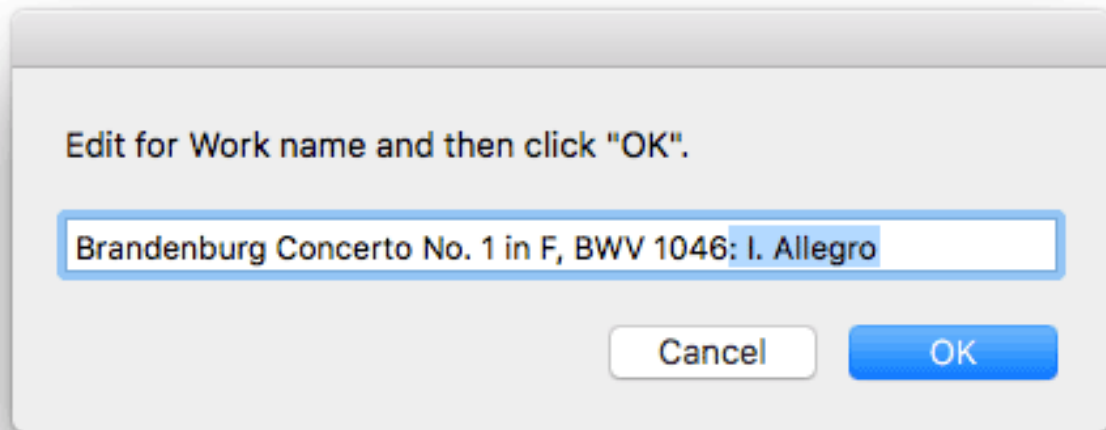 Edit for Work name and then click "OK".
Brandenburg Concerto No. 1 in F, BWV 1046: I. Allegro
Cancel OK